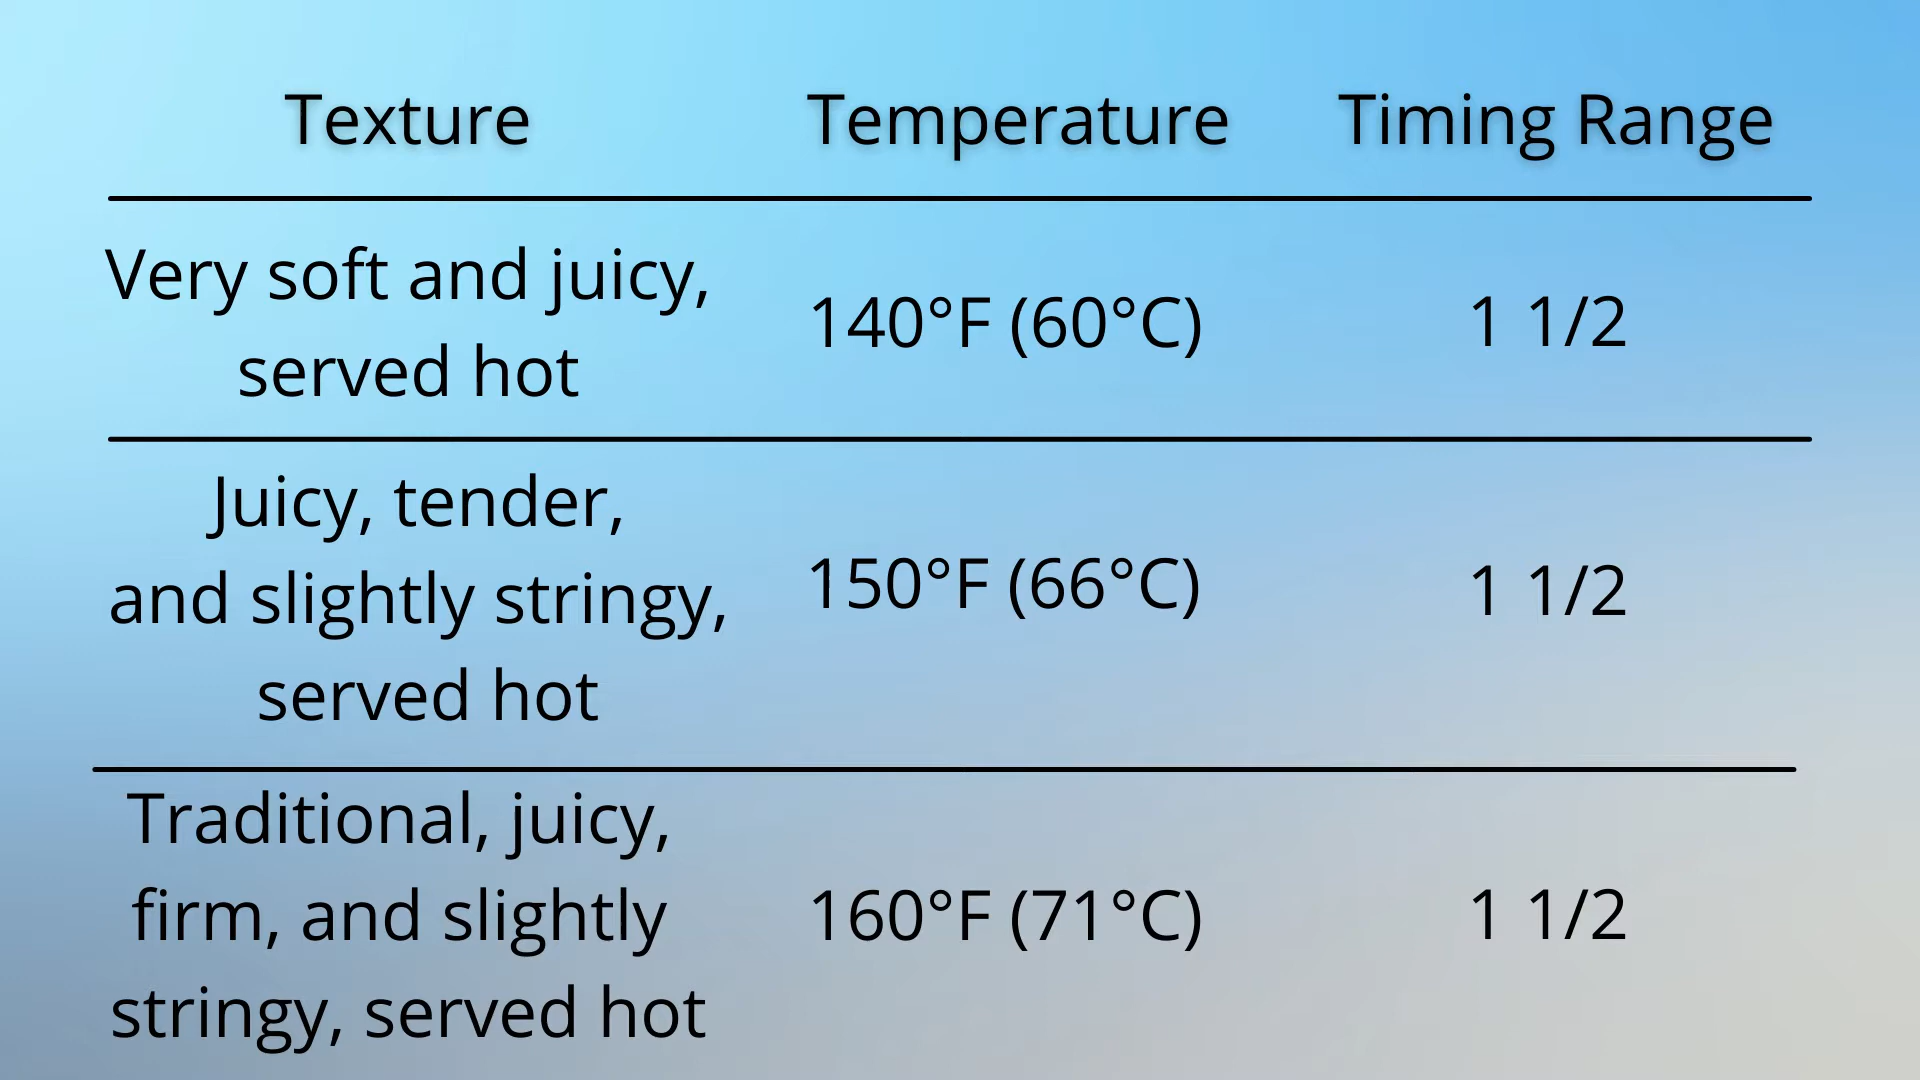 Texture Temperature Timing Range
Very soft and juicy,
served hot
140°F (60°C) 1 1/2
Juicy, tender,
and slightly stringy,
served hot
150°F (66°C) 1 1/2
Traditional, juicy,
firm, and slightly
stringy, served hot
160°F (71°C) 1 1/2